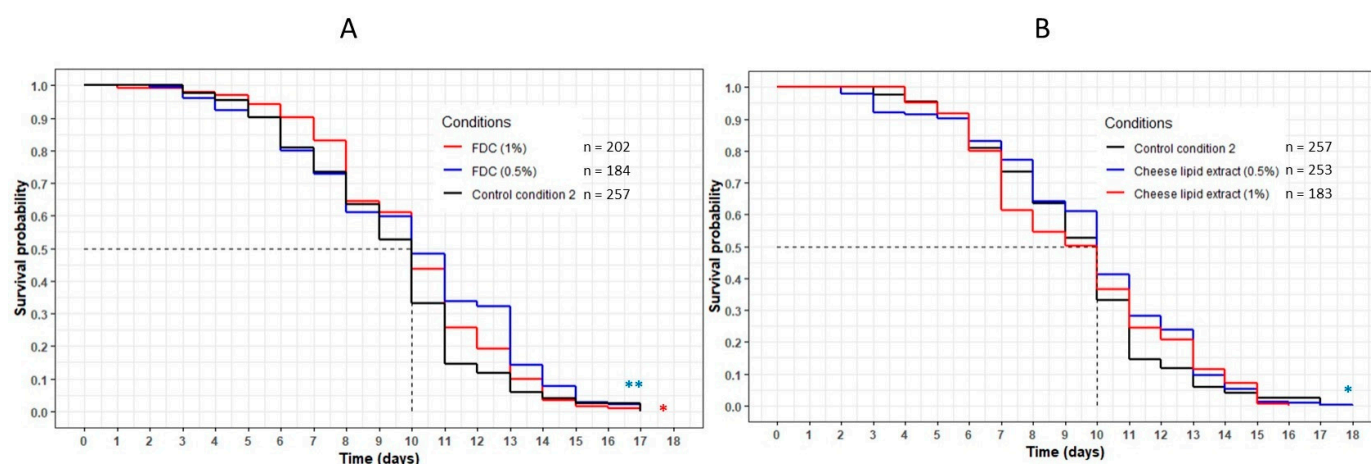 A
B
Survival probability
1.0
0.9
0.8
0.7
0.6
0.5
0.4
0.3
0.2
0.1
0.0
Conditions
FDC (1%) n = 202
FDC (0.5%) n = 184
Control condition 2 n = 257
**
*
0 1 2 3 4 5 6 7 8 9 10 11 12 13 14 15 16 17 18
Time (days)
Survival probability
1.0
0.9
0.8
0.7
0.6
0.5
0.4
0.3
0.2
0.1
0.0
Conditions
Control condition 2 n = 257
Cheese lipid extract (0.5%) n = 253
Cheese lipid extract (1%) n = 183
*
0 1 2 3 4 5 6 7 8 9 10 11 12 13 14 15 16 17 18
Time (days)